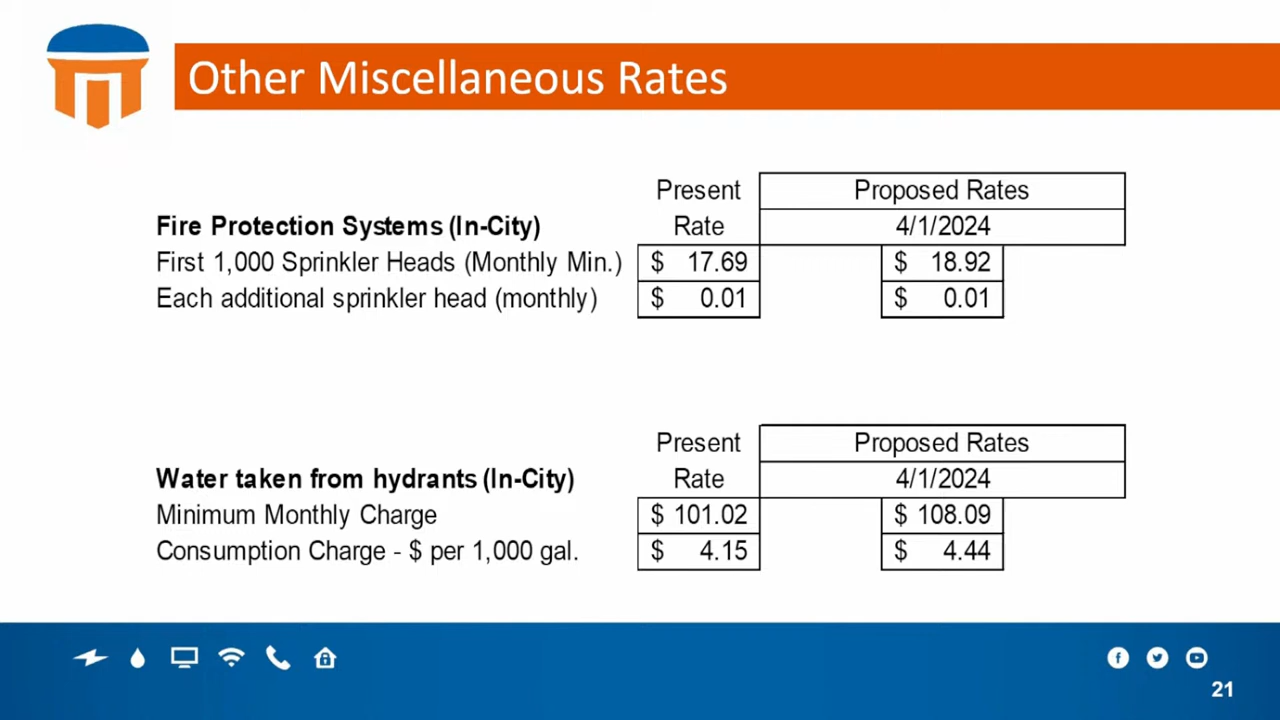 Other Miscellaneous Rates
Present Proposed Rates
Fire Protection Systems (In-City) Rate 4/1/2024
First 1,000 Sprinkler Heads (Monthly Min.) $ 17.69 $ 18.92
Each additional sprinkler head (monthly) $ 0.01 $ 0.01
Present Proposed Rates
Water taken from hydrants (In-City) Rate 4/1/2024
Minimum Monthly Charge $ 101.02 $ 108.09
Consumption Charge - $ per 1,000 gal. $ 4.15 $ 4.44
21